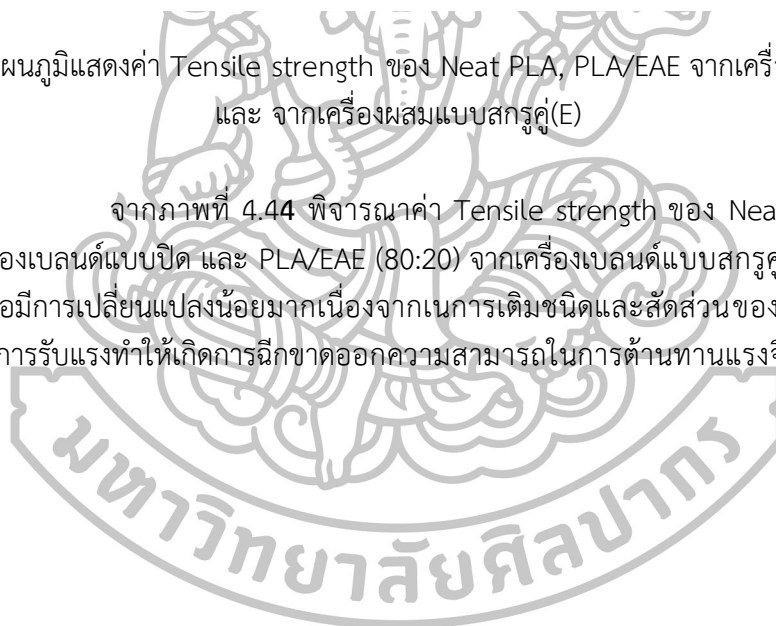 ผนภูมิแสดงค่า Tensile strength ของ Neat PLA, PLA/EAE จากเครื่
และ จากเครื่องผสมแบบสกรูคู่(E)
จากภาพที่ 4.44 พิจารณาค่า Tensile strength ของ Nea
องเบลนด์แบบปิด และ PLA/EAE (80:20) จากเครื่องเบลนด์แบบสกรูคู
อมีการเปลี่ยนแปลงน้อยมากเนื่องจากเนการเติมชนิดและสัดส่วนของ
การรับแรงทำให้เกิดการฉีกขาดออกความสามารถในการต้านทานแรงจึ
มหาวิทยาลัยศิลปากร